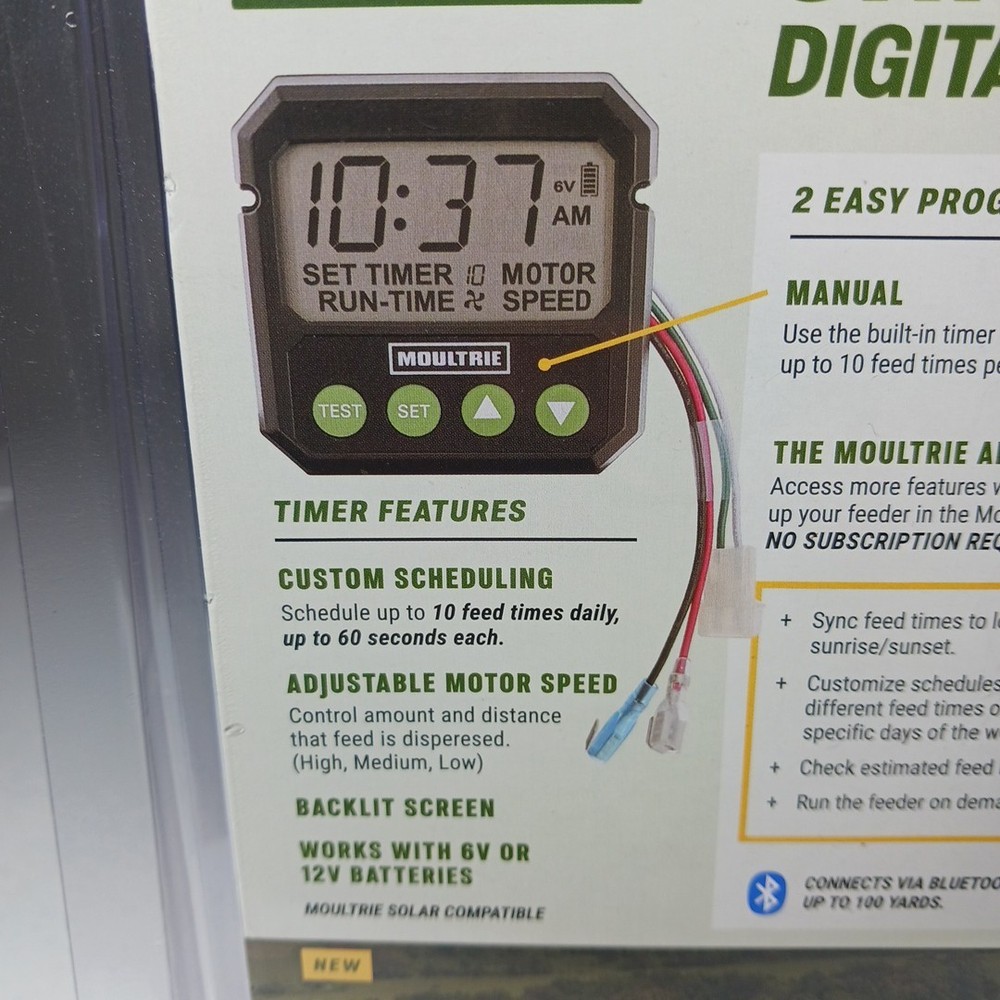 DIGITA
10:37
6V
AM
SET TIMER 10 MOTOR
RUN-TIME SPEED
MOULTRIE
TEST SET
TIMER FEATURES
CUSTOM SCHEDULING
Schedule up to 10 feed times daily,
up to 60 seconds each.
ADJUSTABLE MOTOR SPEED
Control amount and distance
that feed is disperesed.
(High, Medium, Low)
BACKLIT SCREEN
WORKS WITH 6V OR
12V BATTERIES
MOULTRIE SOLAR COMPATIBLE
NEW
2 EASY PROG
MANUAL
Use the built-in timer
up to 10 feed times pe
THE MOULTRIE A
Access more features w
up your feeder in the Mo
NO SUBSCRIPTION REQ
+ Sync feed times to lo
sunrise/sunset.
+ Customize schedules
different feed times o
specific days of the w
+ Check estimated feed
+ Run the feeder on dema
CONNECTS VIA BLUETOO
UP TO 100 YARDS.